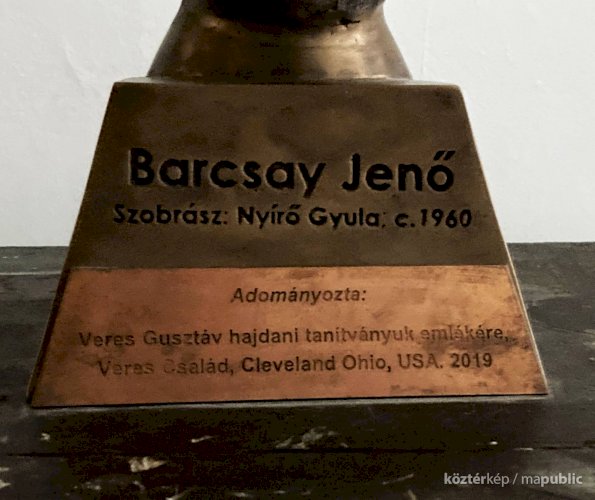 Barcsay Jenő
Szobrász: Nyírő Gyula; c.1960
Adományozta:
Veres Gusztáv hajdani tanítványuk emlékére,
Veres Család, Cleveland Ohio, USA. 2019
köztérkép / mapublic